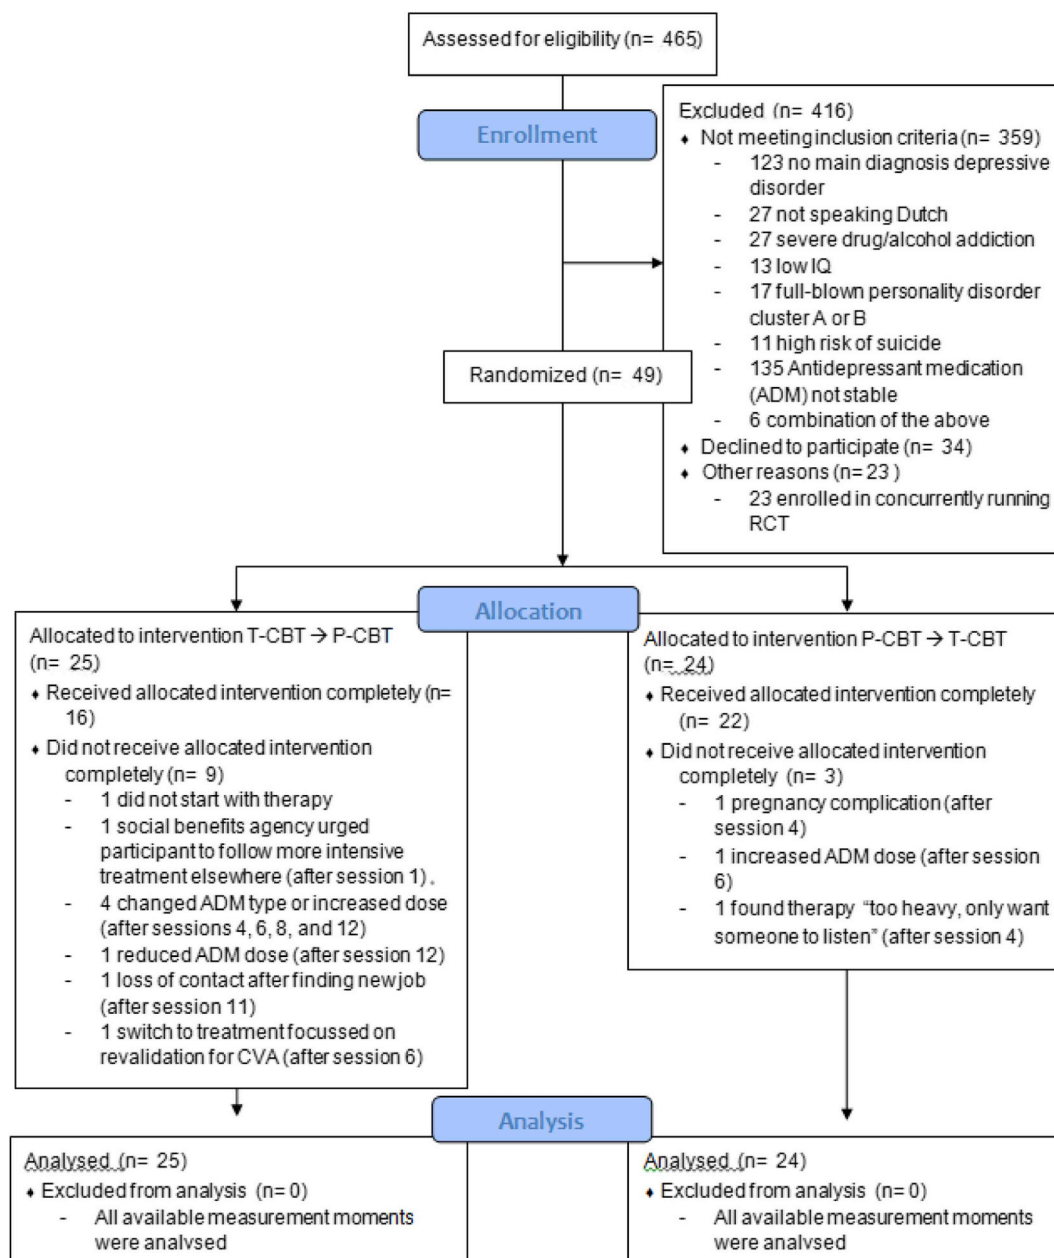 Assessed for eligibility (n= 465)
Enrollment
Excluded (n= 416)
♦ Not meeting inclusion criteria (n= 359)
- 123 no main diagnosis depressive
disorder
- 27 not speaking Dutch
- 27 severe drug/alcohol addiction
- 13 low IQ
- 17 full-blown personality disorder
cluster A or B
- 11 high risk of suicide
- 135 Antidepressant medication
(ADM) not stable
- 6 combination of the above
♦ Declined to participate (n= 34)
♦ Other reasons (n= 23 )
- 23 enrolled in concurrently running
RCT
Randomized (n= 49)
Allocation
Allocated to intervention T-CBT → P-CBT
(n= 25)
♦ Received allocated intervention completely (n=
16)
♦ Did not receive allocated intervention
completely (n= 9)
- 1 did not start with therapy
- 1 social benefits agency urged
participant to follow more intensive
treatment elsewhere (after session 1).
- 4 changed ADM type or increased dose
(after sessions 4, 6, 8, and 12)
- 1 reduced ADM dose (after session 12)
- 1 loss of contact after finding new job
(after session 11)
- 1 switch to treatment focussed on
revalidation for CVA (after session 6)
Allocated to intervention P-CBT → T-CBT
(n= 24)
♦ Received allocated intervention completely
(n= 22)
♦ Did not receive allocated intervention
completely (n= 3)
- 1 pregnancy complication (after
session 4)
- 1 increased ADM dose (after session
6)
- 1 found therapy “too heavy, only want
someone to listen” (after session 4)
Analysis
Analysed (n= 25)
♦ Excluded from analysis (n= 0)
- All available measurement moments
were analysed
Analysed (n= 24)
♦ Excluded from analysis (n= 0)
- All available measurement moments
were analysed